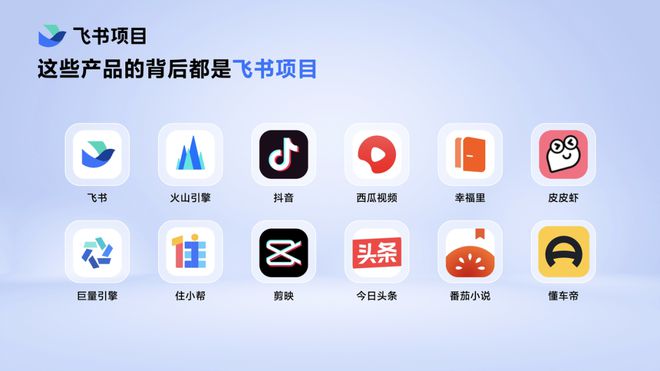 飞书项目
这些产品的背后都是飞书项目
飞书 火山引擎 抖音 西瓜视频 幸福里 皮皮虾
住
头条
巨量引擎 住小帮 剪映 今日头条 番茄小说 懂车帝